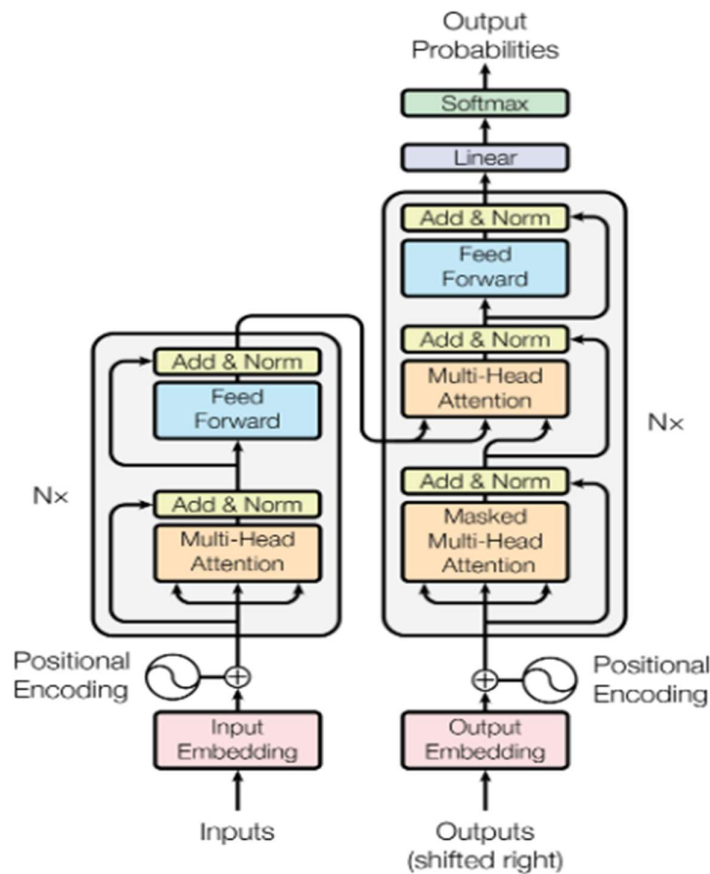 Output
Probabilities
Softmax
Linear
Add & Norm
Feed
Forward
Add & Norm
Multi-Head
Attention
Nx
Add & Norm
Masked
Multi-Head
Attention
Add & Norm
Feed
Forward
Nx
Add & Norm
Multi-Head
Attention
Positional
Encoding
Positional
Encoding
Input
Embedding
Output
Embedding
Inputs
Outputs
(shifted right)